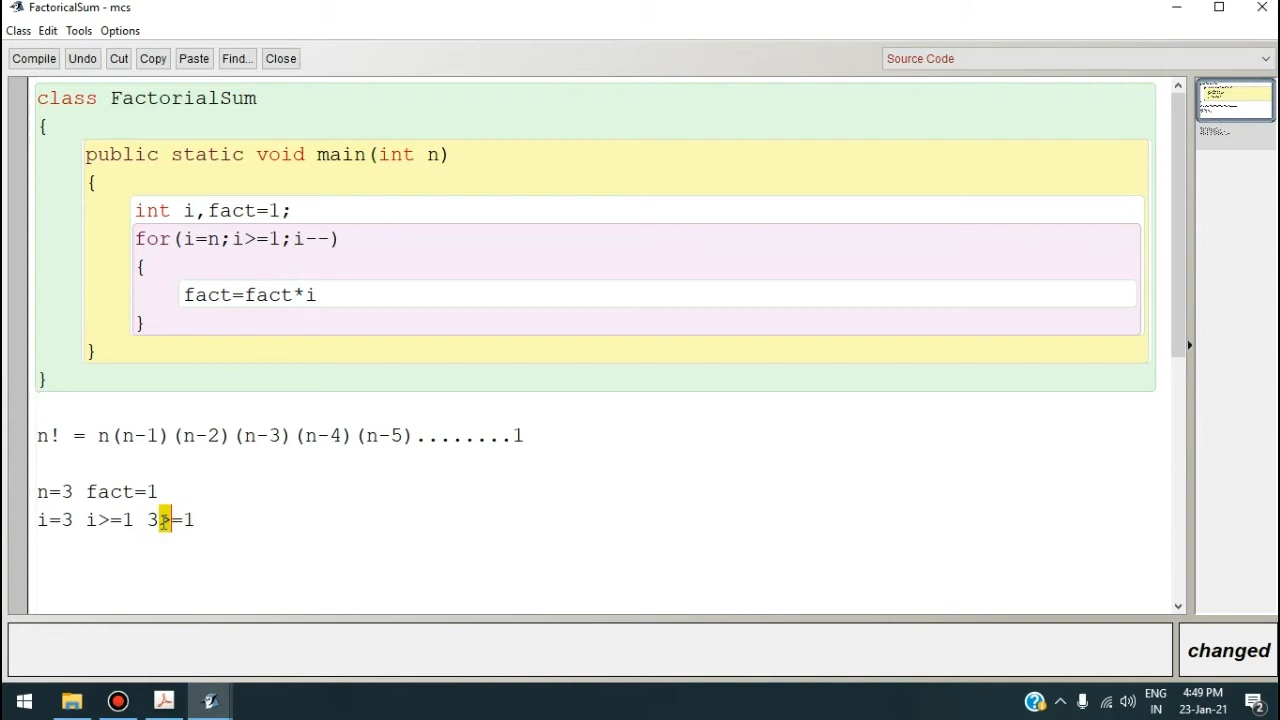 FactoricalSum - mcs
Class Edit Tools Options
Compile Undo Cut Copy Paste Find... Close Source Code
class FactorialSum
{
public static void main(int n)
{
int i,fact=1;
for(i=n;i>=1;i--)
{
fact=fact*i
}
}
}
n! = n(n-1)(n-2)(n-3)(n-4)(n-5)........1
n=3 fact=1
i=3 i>=1 3>=1
changed
ENG 4:49 PM
IN 23-Jan-21 2